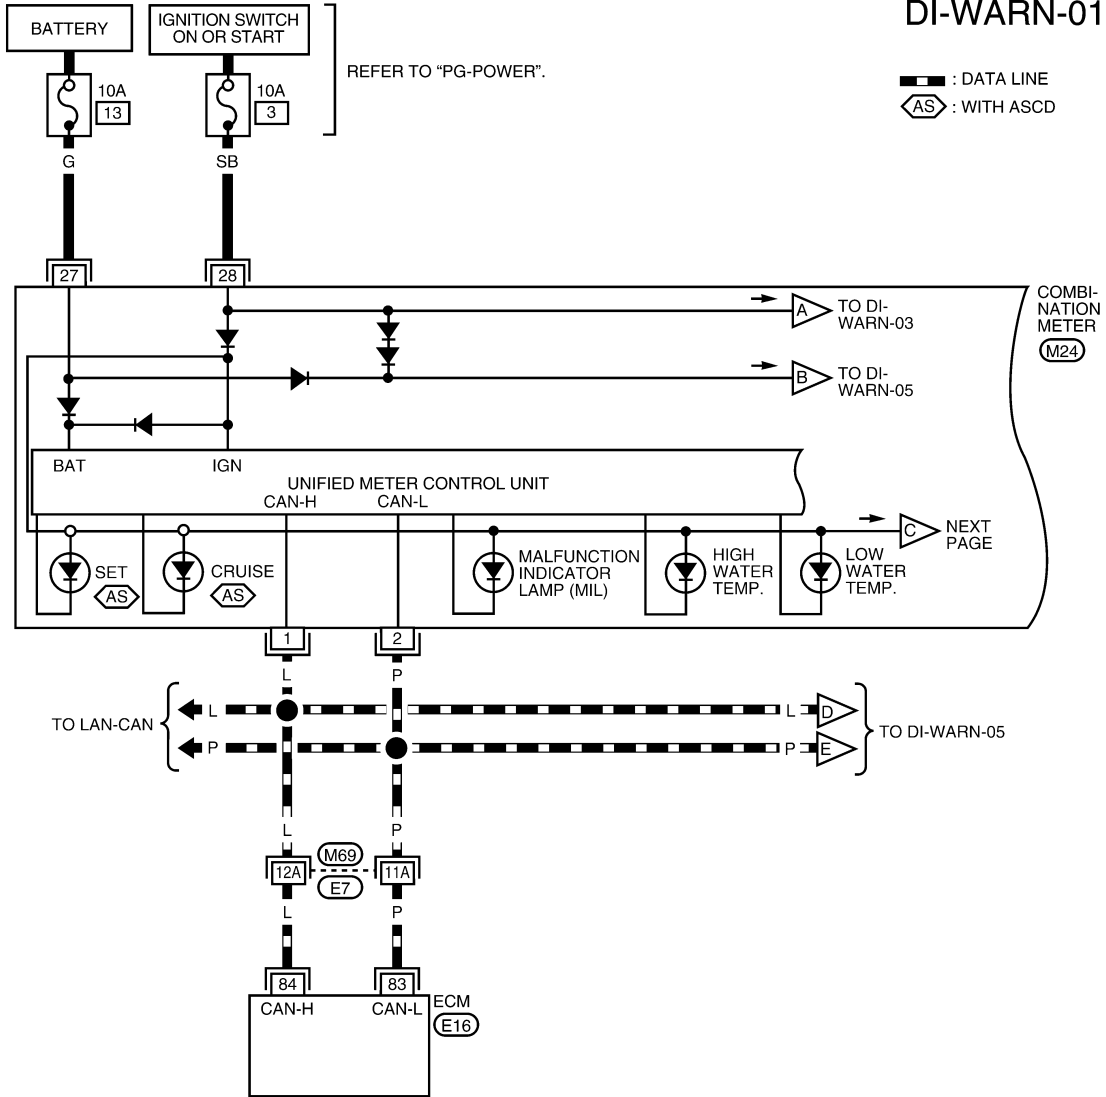 DI-WARN-01
BATTERY
IGNITION SWITCH
ON OR START
REFER TO “PG-POWER”.
: DATA LINE
AS : WITH ASCD
10A
13
10A
3
G
SB
27
28
COMBI-
NATION
METER
M24
A
TO DI-
WARN-03
B
TO DI-
WARN-05
BAT
IGN
UNIFIED METER CONTROL UNIT
CAN-H
CAN-L
C
NEXT
PAGE
SET
AS
CRUISE
AS
MALFUNCTION
INDICATOR
LAMP (MIL)
HIGH
WATER
TEMP.
LOW
WATER
TEMP.
1
2
L
P
TO LAN-CAN
L
L
D
P
P
E
TO DI-WARN-05
L
P
12A
M69
E7
11A
L
P
84
83
CAN-H
CAN-L
ECM
E16